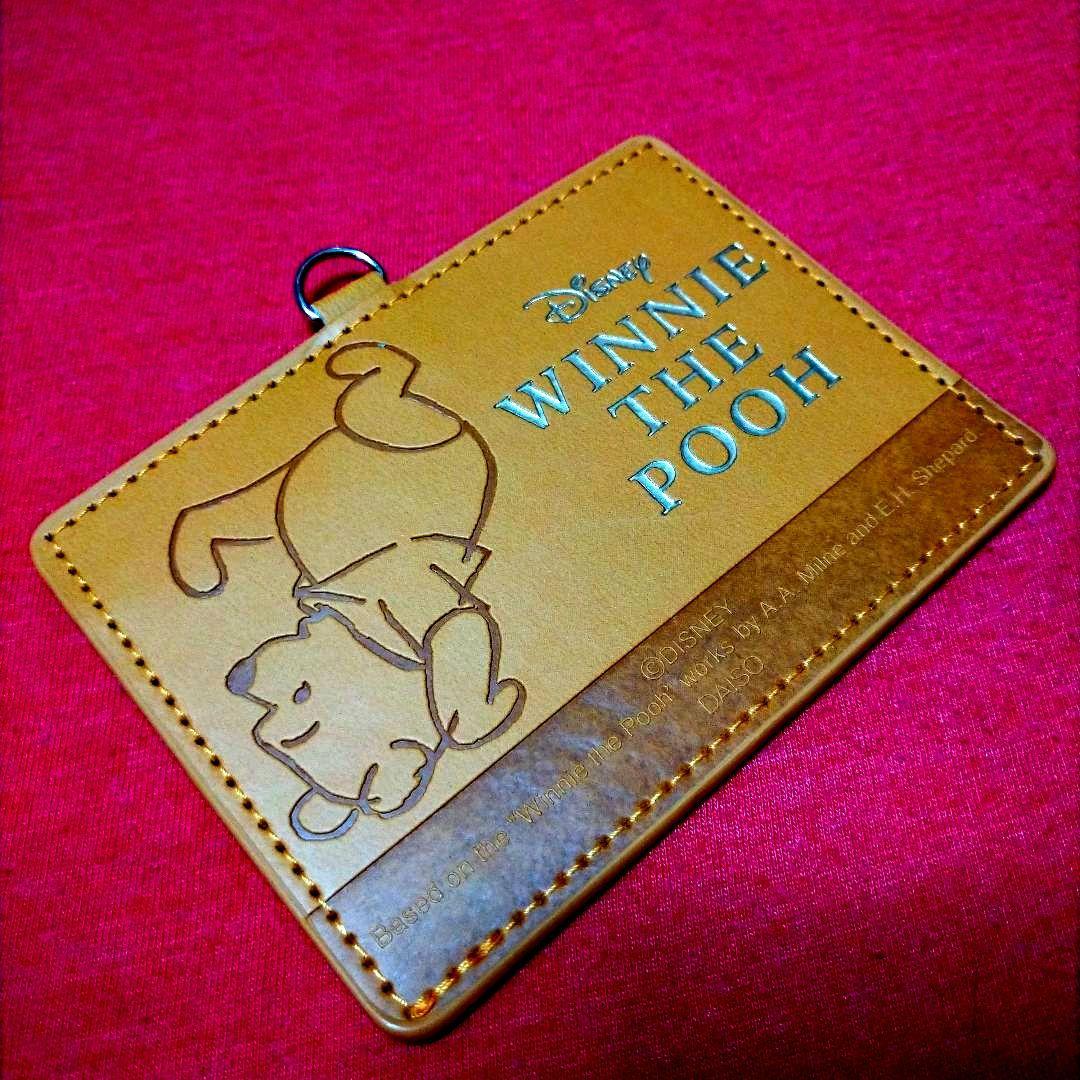 Disney
WINNIE
THE
POOH
©DISNEY
Based on the "Winnie the Pooh" works by A.A. Milne and E.H. Shepard
DAISO